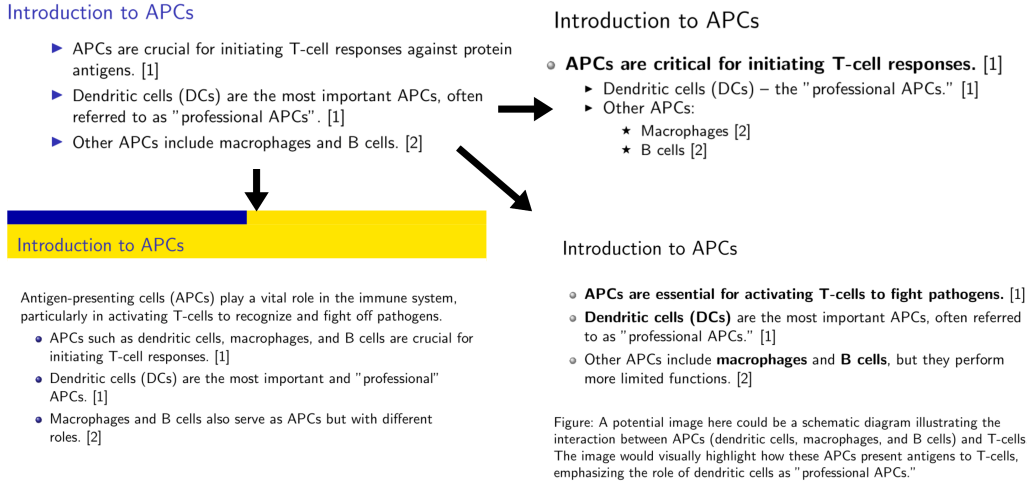 Introduction to APCs
APCs are crucial for initiating T-cell responses against protein
antigens. [1]
Dendritic cells (DCs) are the most important APCs, often
referred to as "professional APCs". [1]
Other APCs include macrophages and B cells. [2]
Introduction to APCs
APCs are critical for initiating T-cell responses. [1]
Dendritic cells (DCs) – the "professional APCs." [1]
Other APCs:
Macrophages [2]
B cells [2]
Introduction to APCs
Antigen-presenting cells (APCs) play a vital role in the immune system,
particularly in activating T-cells to recognize and fight off pathogens.
APCs such as dendritic cells, macrophages, and B cells are crucial for
initiating T-cell responses. [1]
Dendritic cells (DCs) are the most important and "professional"
APCs. [1]
Macrophages and B cells also serve as APCs but with different
roles. [2]
Introduction to APCs
APCs are essential for activating T-cells to fight pathogens. [1]
Dendritic cells (DCs) are the most important APCs, often referred
to as "professional APCs." [1]
Other APCs include macrophages and B cells, but they perform
more limited functions. [2]
Figure: A potential image here could be a schematic diagram illustrating the
interaction between APCs (dendritic cells, macrophages, and B cells) and T-cells
The image would visually highlight how these APCs present antigens to T-cells,
emphasizing the role of dendritic cells as "professional APCs."